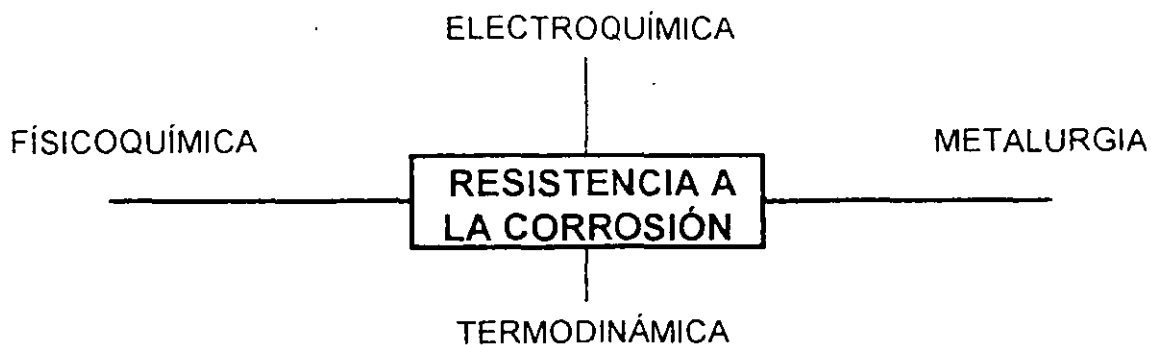 ELECTROQUÍMICA
FÍSICOQUÍMICA
METALURGIA
RESISTENCIA A
LA CORROSIÓN
TERMODINÁMICA